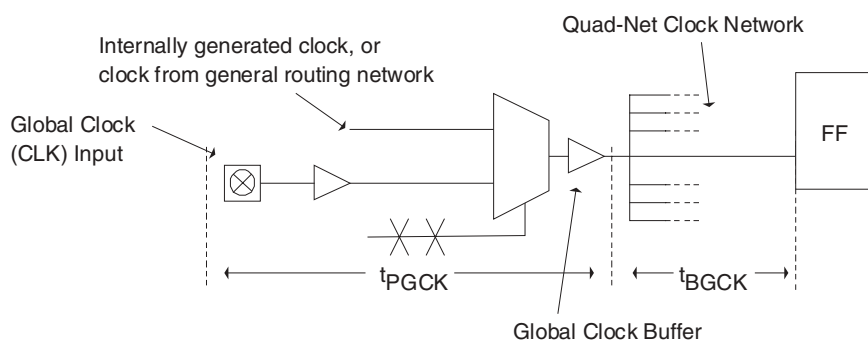 Quad-Net Clock Network
Internally generated clock, or
clock from general routing network
Global Clock
(CLK) Input
FF
tPGCK
tBGCK
Global Clock Buffer